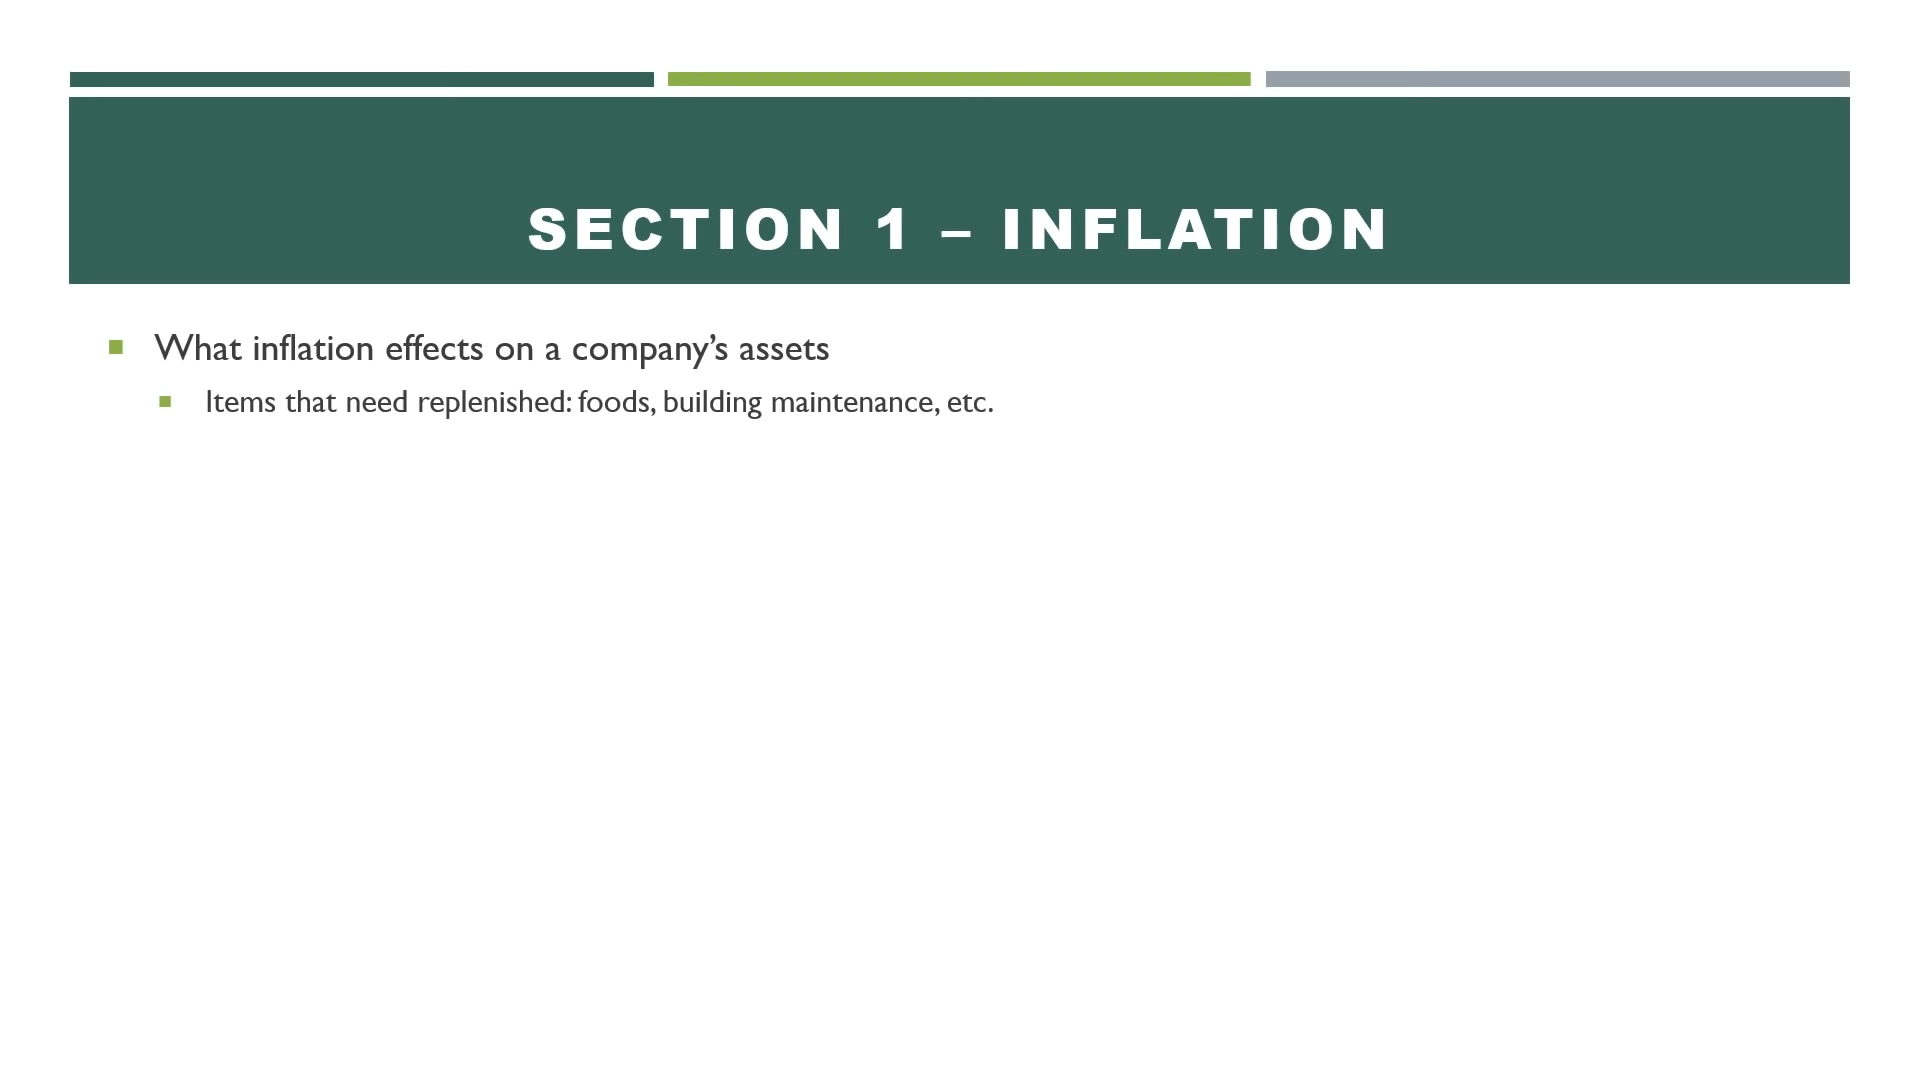 SECTION 1 – INFLATION
What inflation effects on a company’s assets
Items that need replenished: foods, building maintenance, etc.